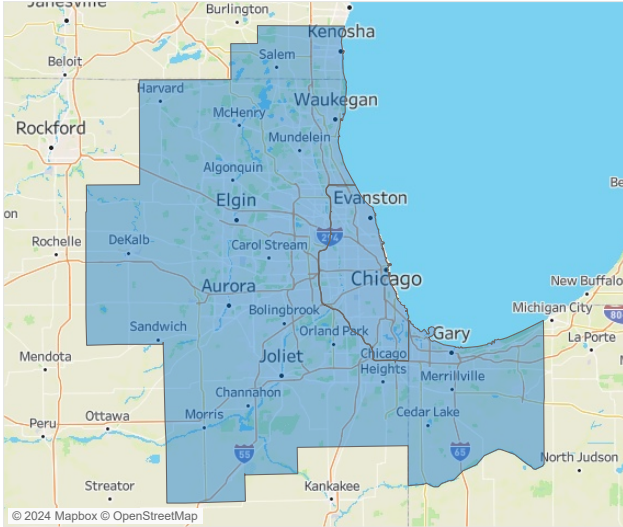 Janesville
Burlington
Kenosha
Beloit
Salem
Harvard
Waukegan
McHenry
Rockford
Mundelein
Algonquin
Elgin
Evanston
Rochelle
DeKalb
Carol Stream
Chicago
Aurora
New Buffalo
Bolingbrook
Michigan City
80
Sandwich
Orland Park
Gary
La Porte
Mendota
Joliet
Chicago
Heights
Merrillville
Channahon
Morris
Cedar Lake
Ottawa
Peru
55
65
North Judson
Streator
Kankakee
© 2024 Mapbox © OpenStreetMap